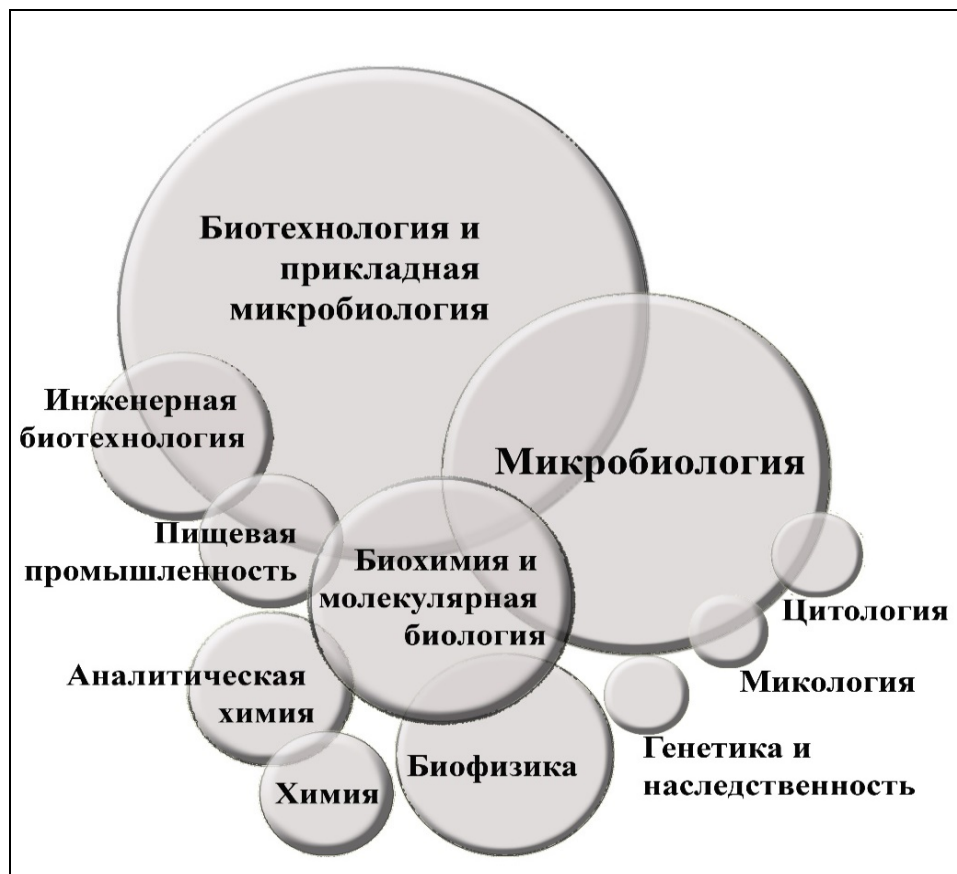 Биотехнология и
прикладная
микробиология
Инженерная
биотехнология
Микробиология
Пищевая
промышленность
Биохимия и
молекулярная
биология
Цитология
Аналитическая
химия
Микология
Генетика и
наследственность
Биофизика
Химия